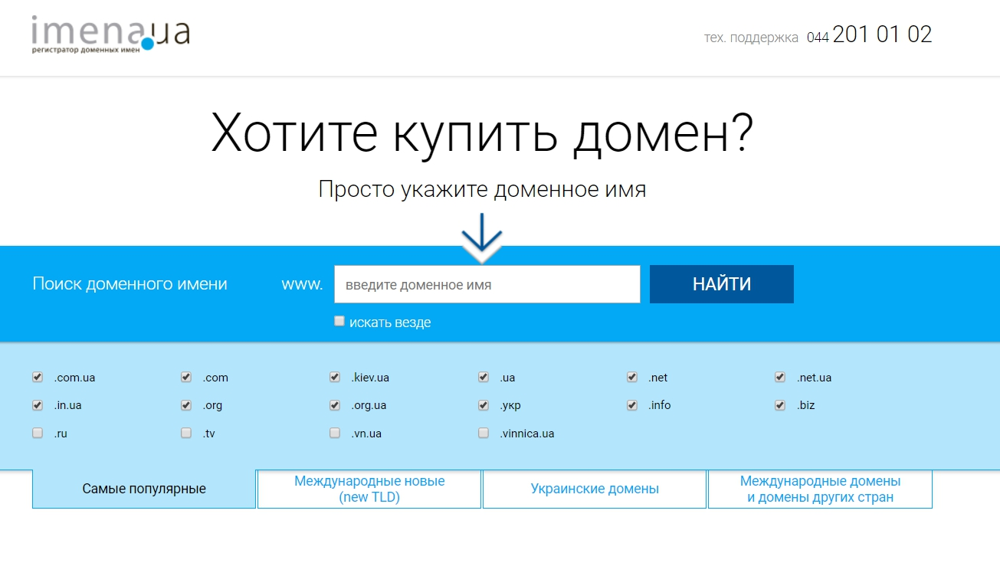 imena.ua
регистратор доменных имен
тех. поддержка 044 201 01 02
Хотите купить домен?
Просто укажите доменное имя
Поиск доменного имени www. введите доменное имя НАЙТИ
искать везде
.com.ua .com .kiev.ua .ua .net .net.ua
.in.ua .org .org.ua .укр .info .biz
.ru .tv .vn.ua .vinnica.ua
Самые популярные
Международные новые
(new TLD)
Украинские домены
Международные домены
и домены других стран